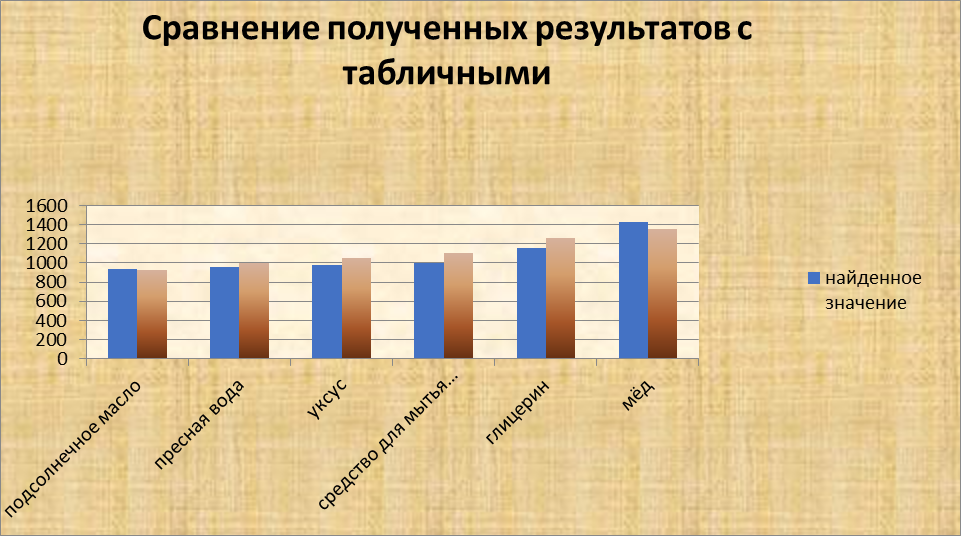 Сравнение полученных результатов с
табличными
1600
1400
1200
1000
800
600
400
200
0
подсолнечное масло
пресная вода
уксус
средство для мытья...
глицерин
мёд
найденное
значение